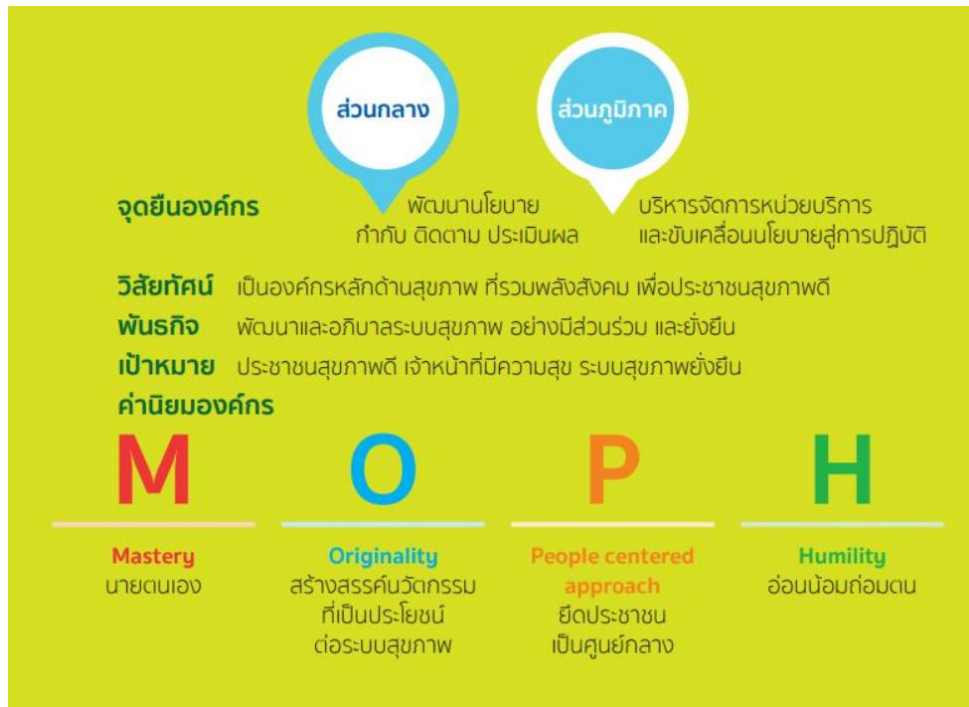 ส่วนกลาง
ส่วนภูมิภาค
จุดยืนองค์กร
พัฒนานโยบาย
กำกับ ติดตาม ประเมินผล
บริหารจัดการหน่วยบริการ
และขับเคลื่อนนโยบายสู่การปฏิบัติ
วิสัยทัศน์ เป็นองค์กรหลักด้านสุขภาพ ที่รวมพลังสังคม เพื่อประชาชนสุขภาพดี
พันธกิจ พัฒนาและอภิบาลระบบสุขภาพ อย่างมีส่วนร่วม และยั่งยืน
เป้าหมาย ประชาชนสุขภาพดี เจ้าหน้าที่มีความสุข ระบบสุขภาพยั่งยืน
ค่านิยมองค์กร
M
O
P
H
Mastery
นายตนเอง
Originality
สร้างสรรค์นวัตกรรม
ที่เป็นประโยชน์
ต่อระบบสุขภาพ
People centered
approach
ยึดประชาชน
เป็นศูนย์กลาง
Humility
อ่อนน้อมถ่อมตน